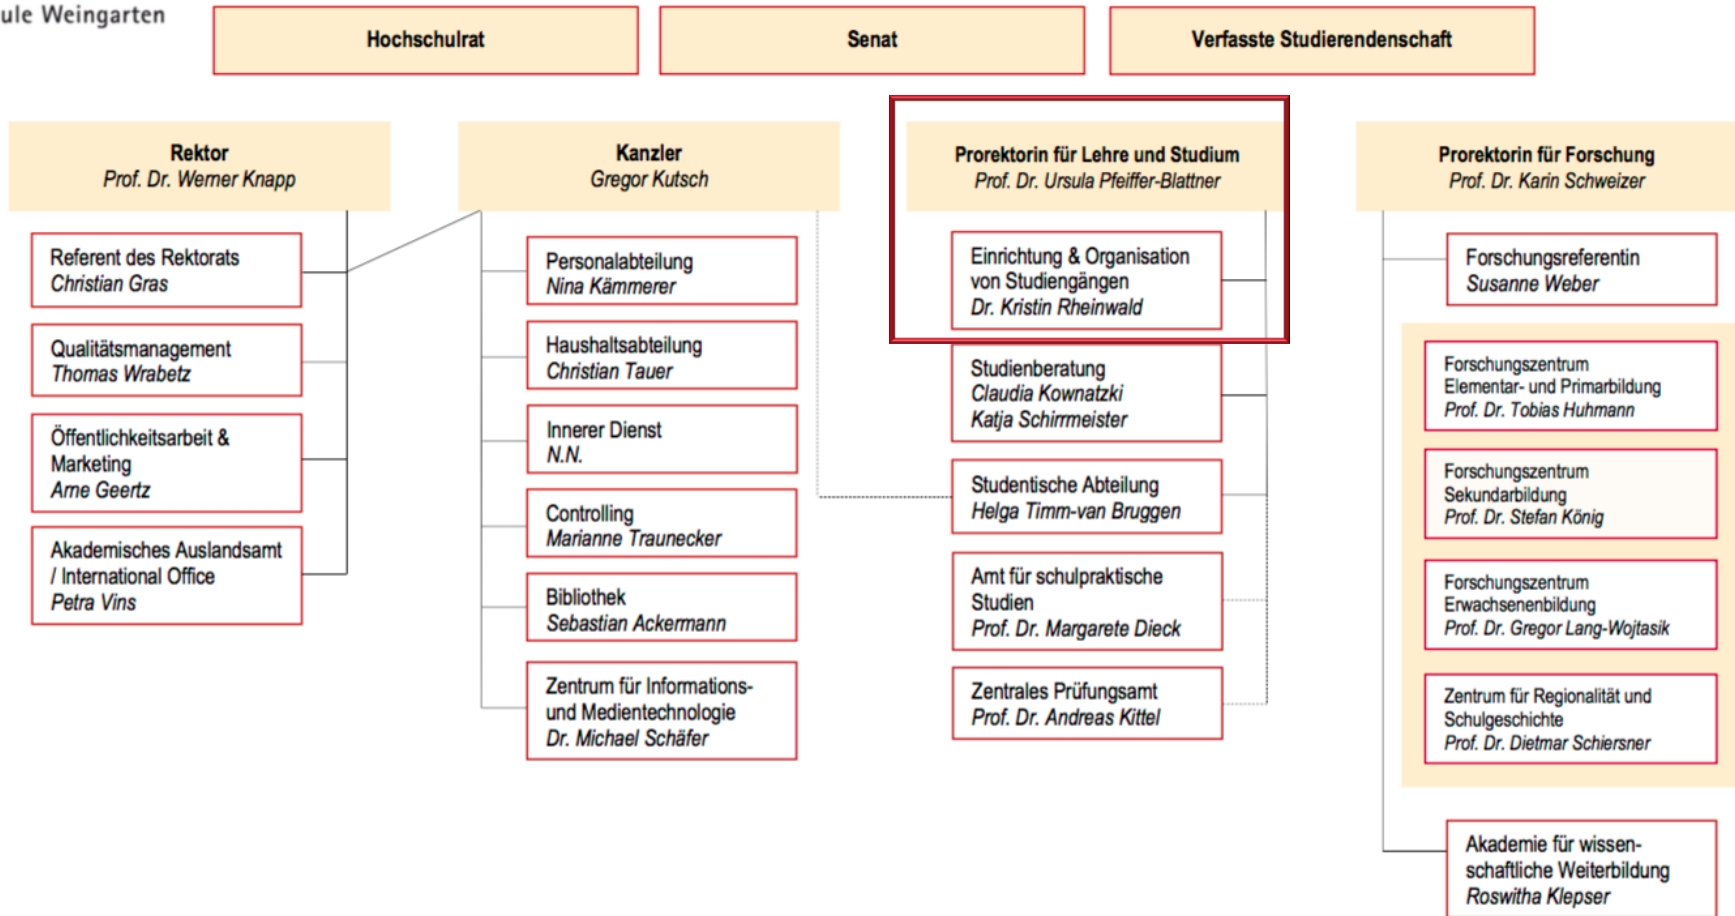 ule Weingarten
Hochschulrat
Senat
Verfasste Studierendenschaft
Rektor
Prof. Dr. Werner Knapp
Referent des Rektorats
Christian Gras
Qualitätsmanagement
Thomas Wrabetz
Öffentlichkeitsarbeit &
Marketing
Arne Geertz
Akademisches Auslandsamt
/ International Office
Petra Vins
Kanzler
Gregor Kutsch
Personalabteilung
Nina Kämmerer
Haushaltsabteilung
Christian Tauer
Innerer Dienst
N.N.
Controlling
Marianne Traunecker
Bibliothek
Sebastian Ackermann
Zentrum für Informations-
und Medientechnologie
Dr. Michael Schäfer
Prorektorin für Lehre und Studium
Prof. Dr. Ursula Pfeiffer-Blattner
Einrichtung & Organisation
von Studiengängen
Dr. Kristin Rheinwald
Studienberatung
Claudia Kownatzki
Katja Schirrmeister
Studentische Abteilung
Helga Timm-van Bruggen
Amt für schulpraktische
Studien
Prof. Dr. Margarete Dieck
Zentrales Prüfungsamt
Prof. Dr. Andreas Kittel
Prorektorin für Forschung
Prof. Dr. Karin Schweizer
Forschungsreferentin
Susanne Weber
Forschungszentrum
Elementar- und Primarbildung
Prof. Dr. Tobias Huhmann
Forschungszentrum
Sekundarbildung
Prof. Dr. Stefan König
Forschungszentrum
Erwachsenenbildung
Prof. Dr. Gregor Lang-Wojtasik
Zentrum für Regionalität und
Schulgeschichte
Prof. Dr. Dietmar Schiersner
Akademie für wissen-
schaftliche Weiterbildung
Roswitha Klepser